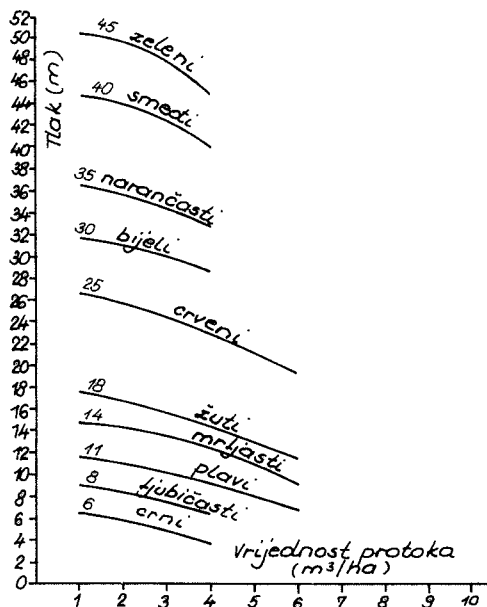 52
50
48
46
44
42
40
38
36
34
32
30
28
26
24
22
20
18
16
14
12
10
8
6
4
2
0
Tlak (m)
45 zeleni
40 smeđi
35 narančasti
30 bijeli
25 crveni
18 žuti
14 mrljasti
11 plavi
8 ljubičasti
6 crni
Vrijednost protoka
(m³/ha)
1 2 3 4 5 6 7 8 9 10